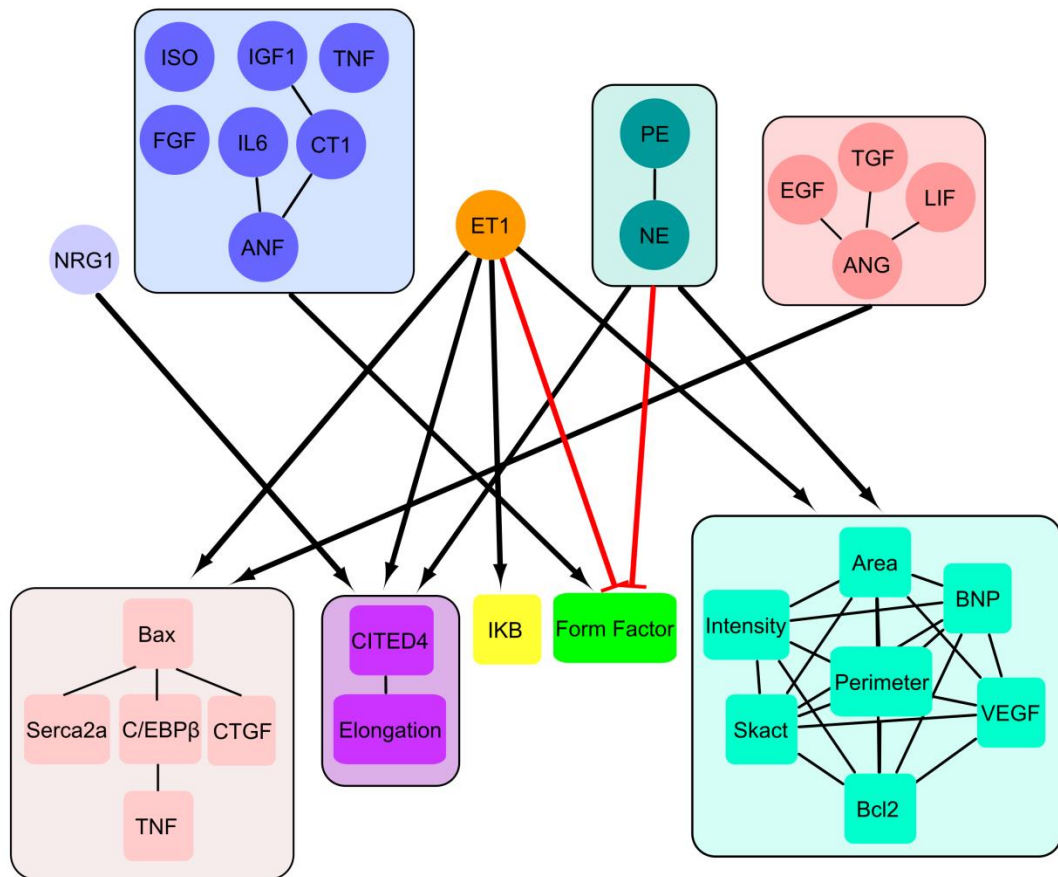 ISO
IGF1
TNF
FGF
IL6
CT1
ANF
NRG1
ET1
PE
NE
EGF
TGF
LIF
ANG
Bax
Serca2a
C/EBPβ
CTGF
TNF
CITED4
Elongation
IKB
Form Factor
Area
BNP
Intensity
Perimeter
Skact
VEGF
Bcl2